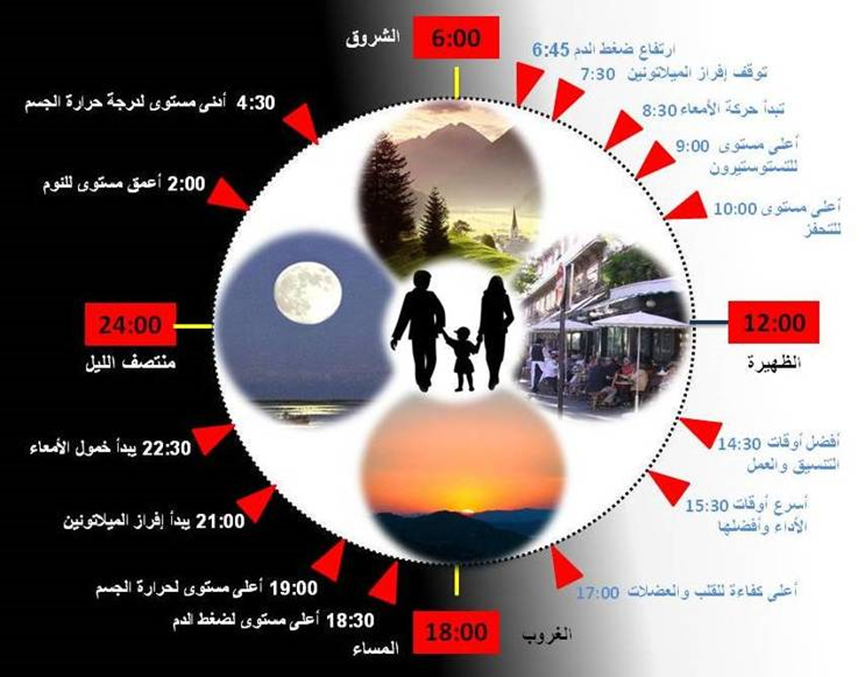 6:00
الشروق
6:45 ارتفاع ضغط الدم
7:30 توقف إفراز الميلاتونين
8:30 تبدأ حركة الأمعاء
9:00 أعلى مستوى
للتستوستيرون
10:00 أعلى مستوى
للتحفز
12:00
الظهيرة
14:30 أفضل أوقات
التنسيق والعمل
15:30 أسرع أوقات
الأداء وأفضلها
17:00 أعلى كفاءة للقلب والعضلات
18:00
الغروب
18:30 أعلى مستوى لضغط الدم
المساء
19:00 أعلى مستوى لحرارة الجسم
21:00 يبدأ إفراز الميلاتونين
22:30 يبدأ خمول الأمعاء
24:00
منتصف الليل
2:00 أعمق مستوى للنوم
4:30 أدنى مستوى لدرجة حرارة الجسم